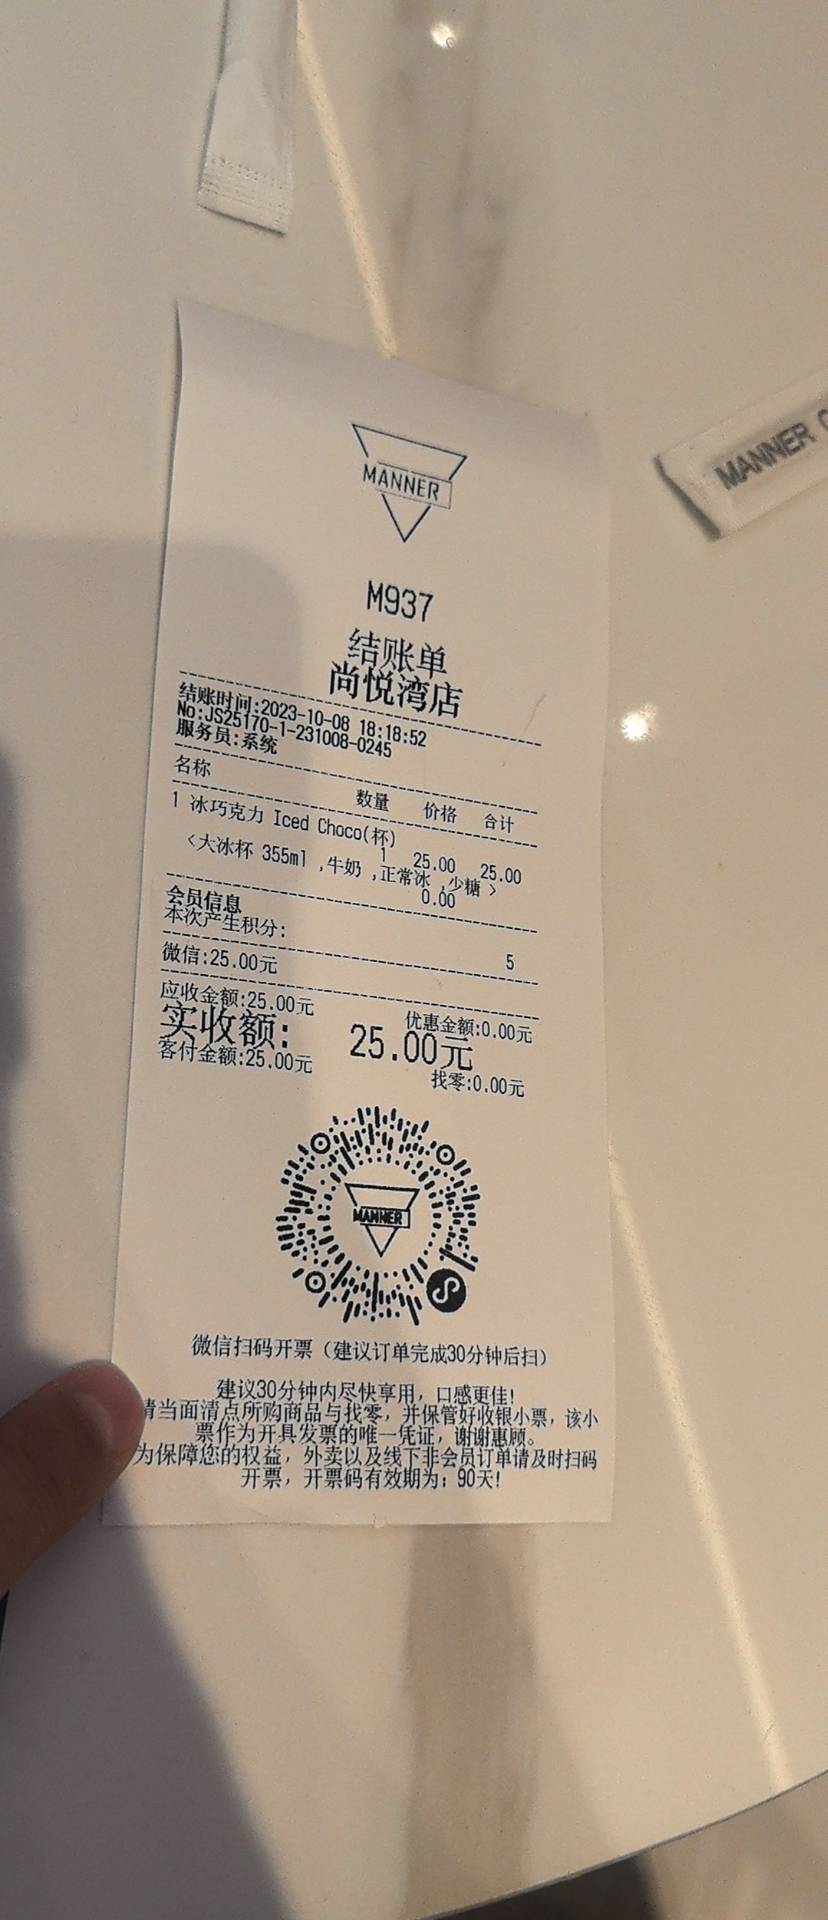 MANNER
MANNER
M937
结账单
尚悦湾店
结账时间:2023-10-08 18:18:52
No:JS25170-1-231008-0245
服务员:系统
名称 数量 价格 合计
1 冰巧克力 Iced Choco(杯)
1 25.00 25.00
<大冰杯 355ml ,牛奶 ,正常冰 ,少糖 >
0.00
会员信息
本次产生积分: 5
微信:25.00元
应收金额:25.00元 优惠金额:0.00元
实收额: 25.00元
客付金额:25.00元 找零:0.00元
MANNER
微信扫码开票（建议订单完成30分钟后扫）
建议30分钟内尽快享用，口感更佳!
请当面清点所购商品与找零，并保管好收银小票，该小
票作为开具发票的唯一凭证，谢谢惠顾。
为保障您的权益，外卖以及线下非会员订单请及时扫码
开票，开票码有效期为: 90天!